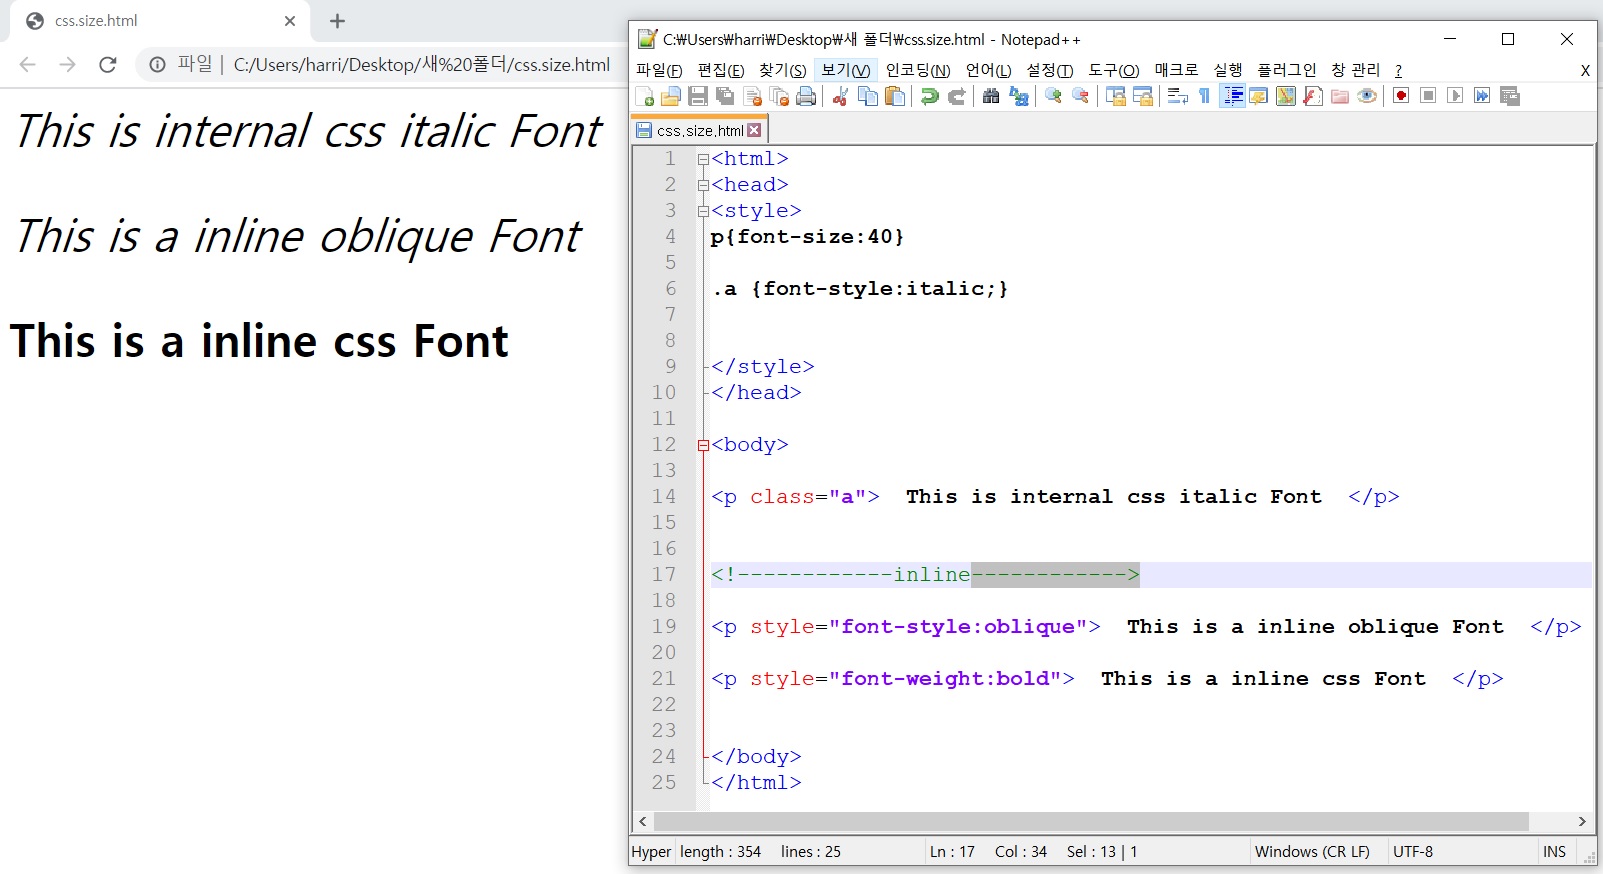 css.size.html
파일 | C:/Users/harri/Desktop/새%20폴더/css.size.html
This is internal css italic Font
This is a inline oblique Font
This is a inline css Font
C:₩Users₩harri₩Desktop₩새 폴더₩css.size.html - Notepad++
파일(F) 편집(E) 찾기(S) 보기(V) 인코딩(N) 언어(L) 설정(T) 도구(O) 매크로 실행 플러그인 창 관리 ? X
css.size.html
1 <html>
2 <head>
3 <style>
4 p{font-size:40}
5
6 .a {font-style:italic;}
7
8
9 </style>
10 </head>
11
12 <body>
13
14 <p class="a">  This is internal css italic Font  </p>
15
16
17 <!------------inline------------>
18
19 <p style="font-style:oblique">  This is a inline oblique Font  </p>
20
21 <p style="font-weight:bold">  This is a inline css Font  </p>
22
23
24 </body>
25 </html>
Hyper length : 354 lines : 25 Ln : 17 Col : 34 Sel : 13 | 1 Windows (CR LF) UTF-8 INS